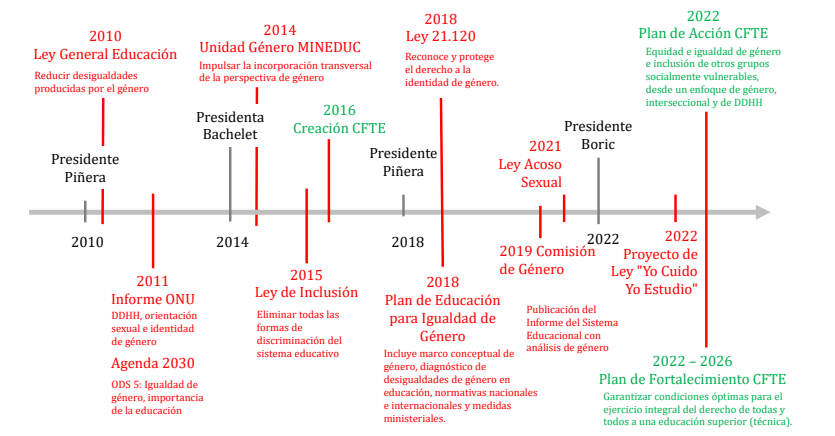 2010
Ley General Educación
Reducir desigualdades
producidas por el género
2014
Unidad Género MINEDUC
Impulsar la incorporación transversal
de la perspectiva de género
2018
Ley 21.120
Reconoce y protege
el derecho a la
identidad de género.
2022
Plan de Acción CFTE
Equidad e igualdad de género
e inclusión de otros grupos
socialmente vulnerables,
desde un enfoque de género,
interseccional y de DDHH
Presidente
Piñera
Presidenta
Bachelet
2016
Creación CFTE
Presidente
Piñera
2021
Ley Acoso
Sexual
Presidente
Boric
2010
2014
2018
2022
2011
Informe ONU
DDHH, orientación
sexual e identidad
de género
Agenda 2030
ODS 5: Igualdad de
género, importancia
de la educación
2015
Ley de Inclusión
Eliminar todas las
formas de
discriminación del
sistema educativo
2018
Plan de Educación
para Igualdad de
Género
Incluye marco conceptual de
género, diagnóstico de
desigualdades de género en
educación, normativas nacionales
e internacionales y medidas
ministeriales.
2019 Comisión
de Género
Publicación del
Informe del Sistema
Educacional con
análisis de género
2022
Proyecto de
Ley "Yo Cuido
Yo Estudio"
2022 – 2026
Plan de Fortalecimiento CFTE
Garantizar condiciones óptimas para el
ejercicio integral del derecho de todas y
todos a una educación superior (técnica).